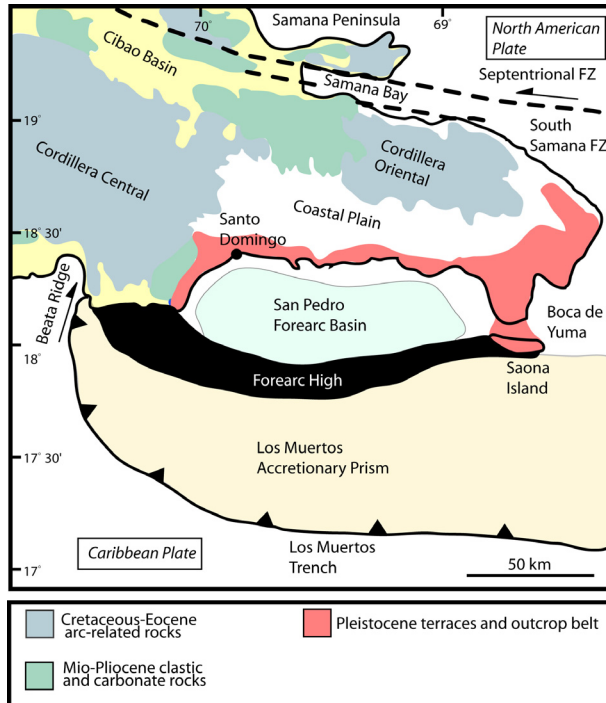 70°
69°
Samana Peninsula
North American
Plate
Cibao Basin
Septentrional FZ
Samana Bay
19°
South
Samana FZ
Cordillera Central
Cordillera
Oriental
Coastal Plain
Santo
Domingo
18° 30'
Beata Ridge
San Pedro
Forearc Basin
Boca de
Yuma
18°
Forearc High
Saona
Island
Los Muertos
Accretionary Prism
17° 30'
Caribbean Plate
Los Muertos
Trench
50 km
17°
Cretaceous-Eocene
arc-related rocks
Pleistocene terraces and outcrop belt
Mio-Pliocene clastic
and carbonate rocks